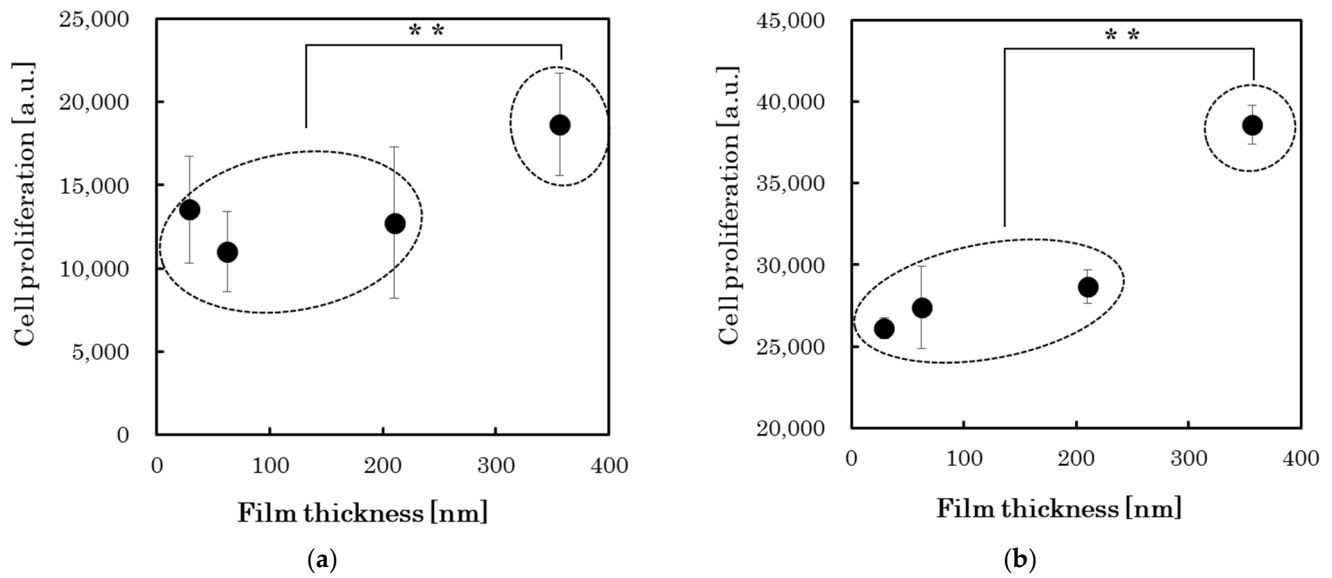 25,000
20,000
15,000
10,000
5,000
0
Cell proliferation [a.u.]
* *
0 100 200 300 400
Film thickness [nm]
(a)
45,000
40,000
35,000
30,000
25,000
20,000
Cell proliferation [a.u.]
* *
0 100 200 300 400
Film thickness [nm]
(b)